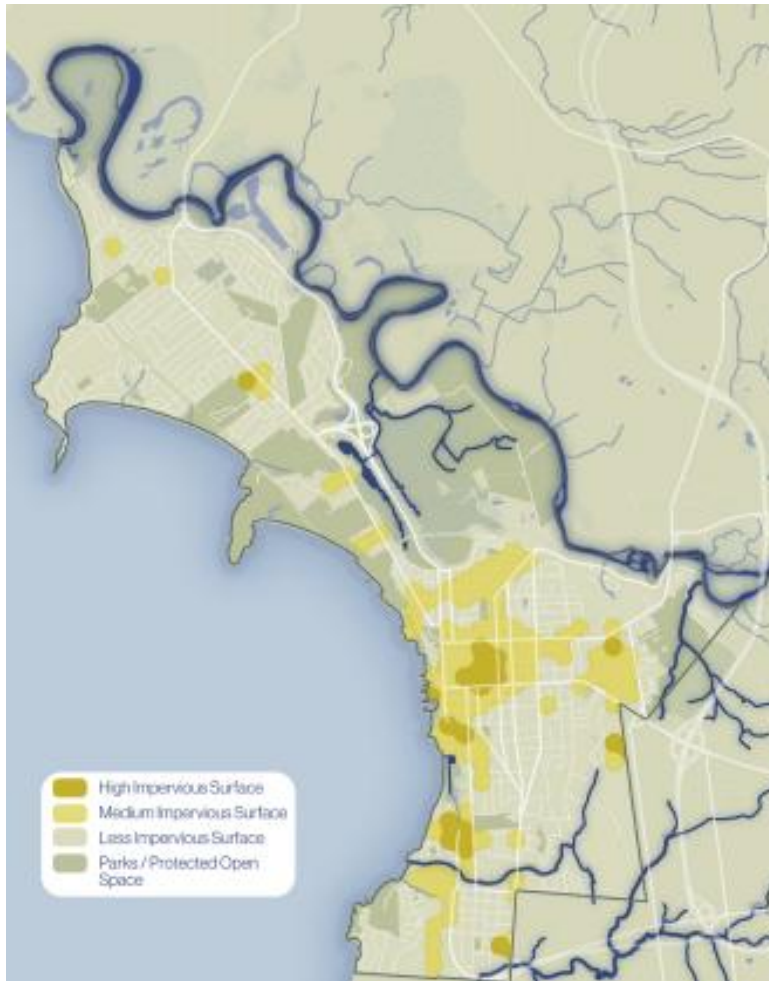 High Impervious Surface
Medium Impervious Surface
Less Impervious Surface
Parks / Protected Open
Space